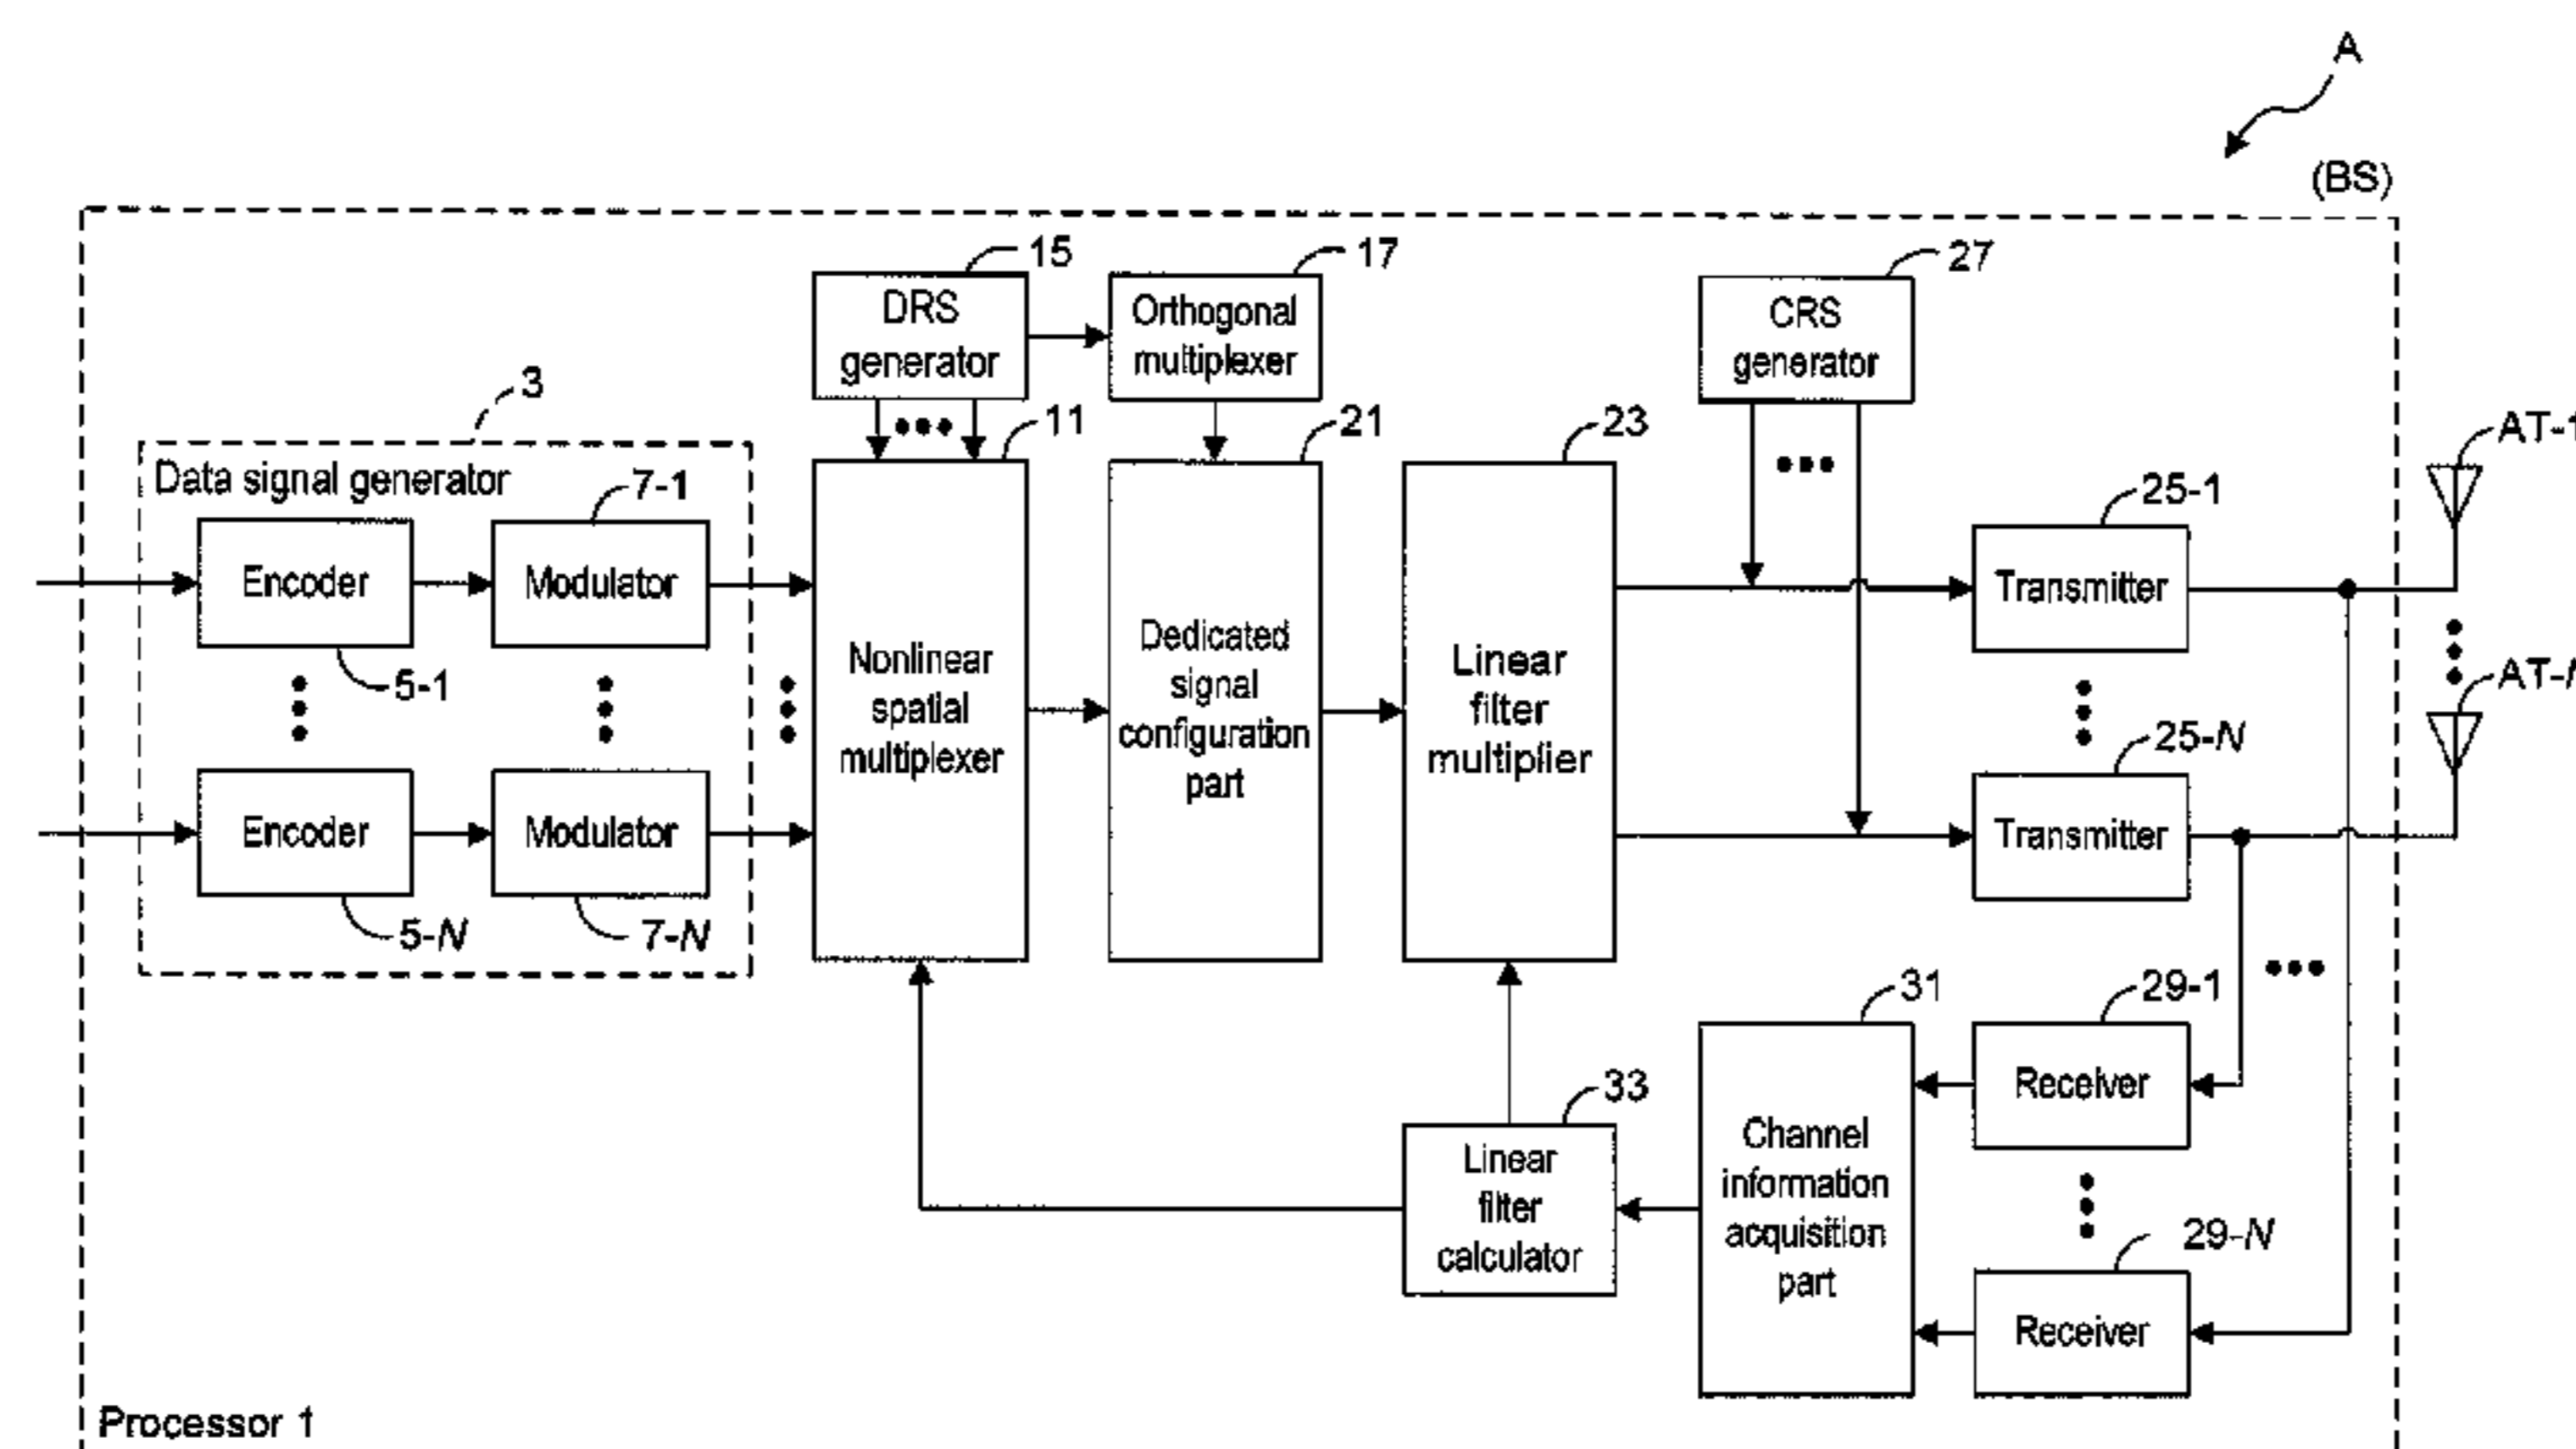 A
(BS)
15
17
27
DRS
generator
Orthogonal
multiplexer
CRS
generator
3
11
21
23
AT-1
Data signal generator
7-1
25-1
Encoder
Modulator
Transmitter
5-1
Nonlinear
spatial
multiplexer
Dedicated
signal
configuration
part
Linear
filter
multiplier
25-N
Encoder
Modulator
Transmitter
5-N
7-N
31
29-1
33
Receiver
Linear
filter
calculator
Channel
information
acquisition
part
29-N
Receiver
Processor 1